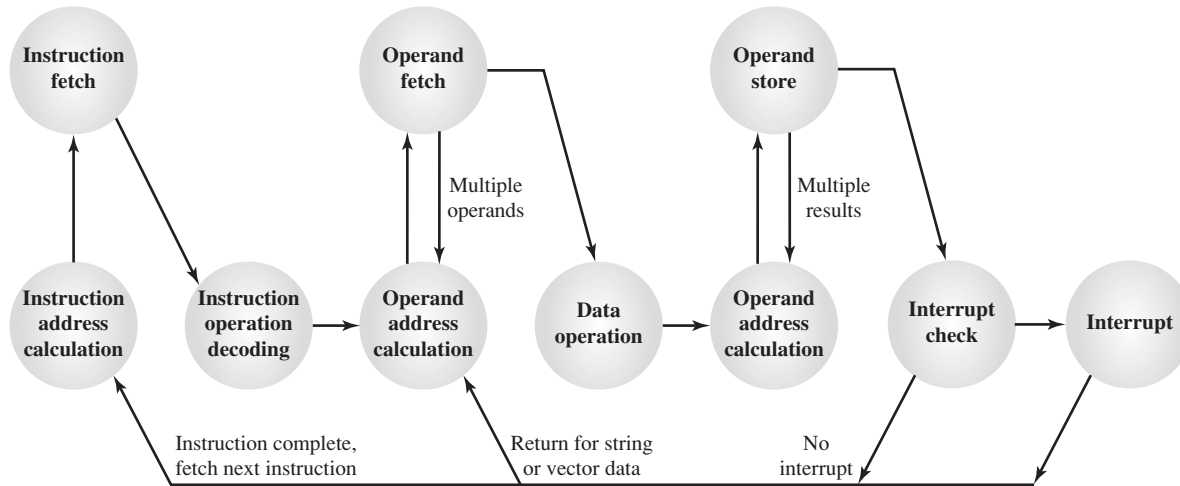 Instruction
fetch
Operand
fetch
Operand
store
Multiple
operands
Multiple
results
Instruction
address
calculation
Instruction
operation
decoding
Operand
address
calculation
Data
operation
Operand
address
calculation
Interrupt
check
Interrupt
Instruction complete,
fetch next instruction
Return for string
or vector data
No
interrupt